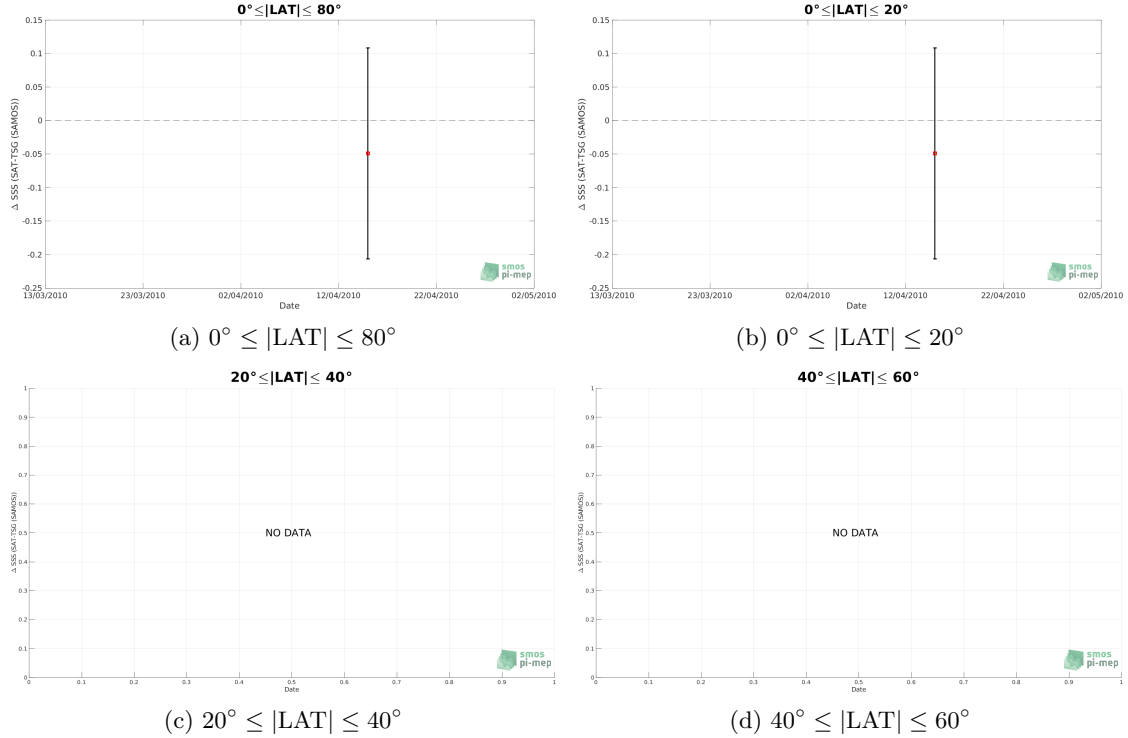 0°≤|LAT|≤ 80°
0.15
0.1
0.05
0
-0.05
-0.1
-0.15
-0.2
-0.25
Δ SSS (SAT-TSG (SAMOS))
13/03/2010 23/03/2010 02/04/2010 12/04/2010 22/04/2010 02/05/2010
Date
smos
pi-mep
(a) 0° ≤ |LAT| ≤ 80°
0°≤|LAT|≤ 20°
0.15
0.1
0.05
0
-0.05
-0.1
-0.15
-0.2
-0.25
Δ SSS (SAT-TSG (SAMOS))
13/03/2010 23/03/2010 02/04/2010 12/04/2010 22/04/2010 02/05/2010
Date
smos
pi-mep
(b) 0° ≤ |LAT| ≤ 20°
20°≤|LAT|≤ 40°
1
0.9
0.8
0.7
0.6
0.5
0.4
0.3
0.2
0.1
0
Δ SSS (SAT-TSG (SAMOS))
NO DATA
0 0.1 0.2 0.3 0.4 0.5 0.6 0.7 0.8 0.9 1
Date
smos
pi-mep
(c) 20° ≤ |LAT| ≤ 40°
40°≤|LAT|≤ 60°
1
0.9
0.8
0.7
0.6
0.5
0.4
0.3
0.2
0.1
0
Δ SSS (SAT-TSG (SAMOS))
NO DATA
0 0.1 0.2 0.3 0.4 0.5 0.6 0.7 0.8 0.9 1
Date
smos
pi-mep
(d) 40° ≤ |LAT| ≤ 60°